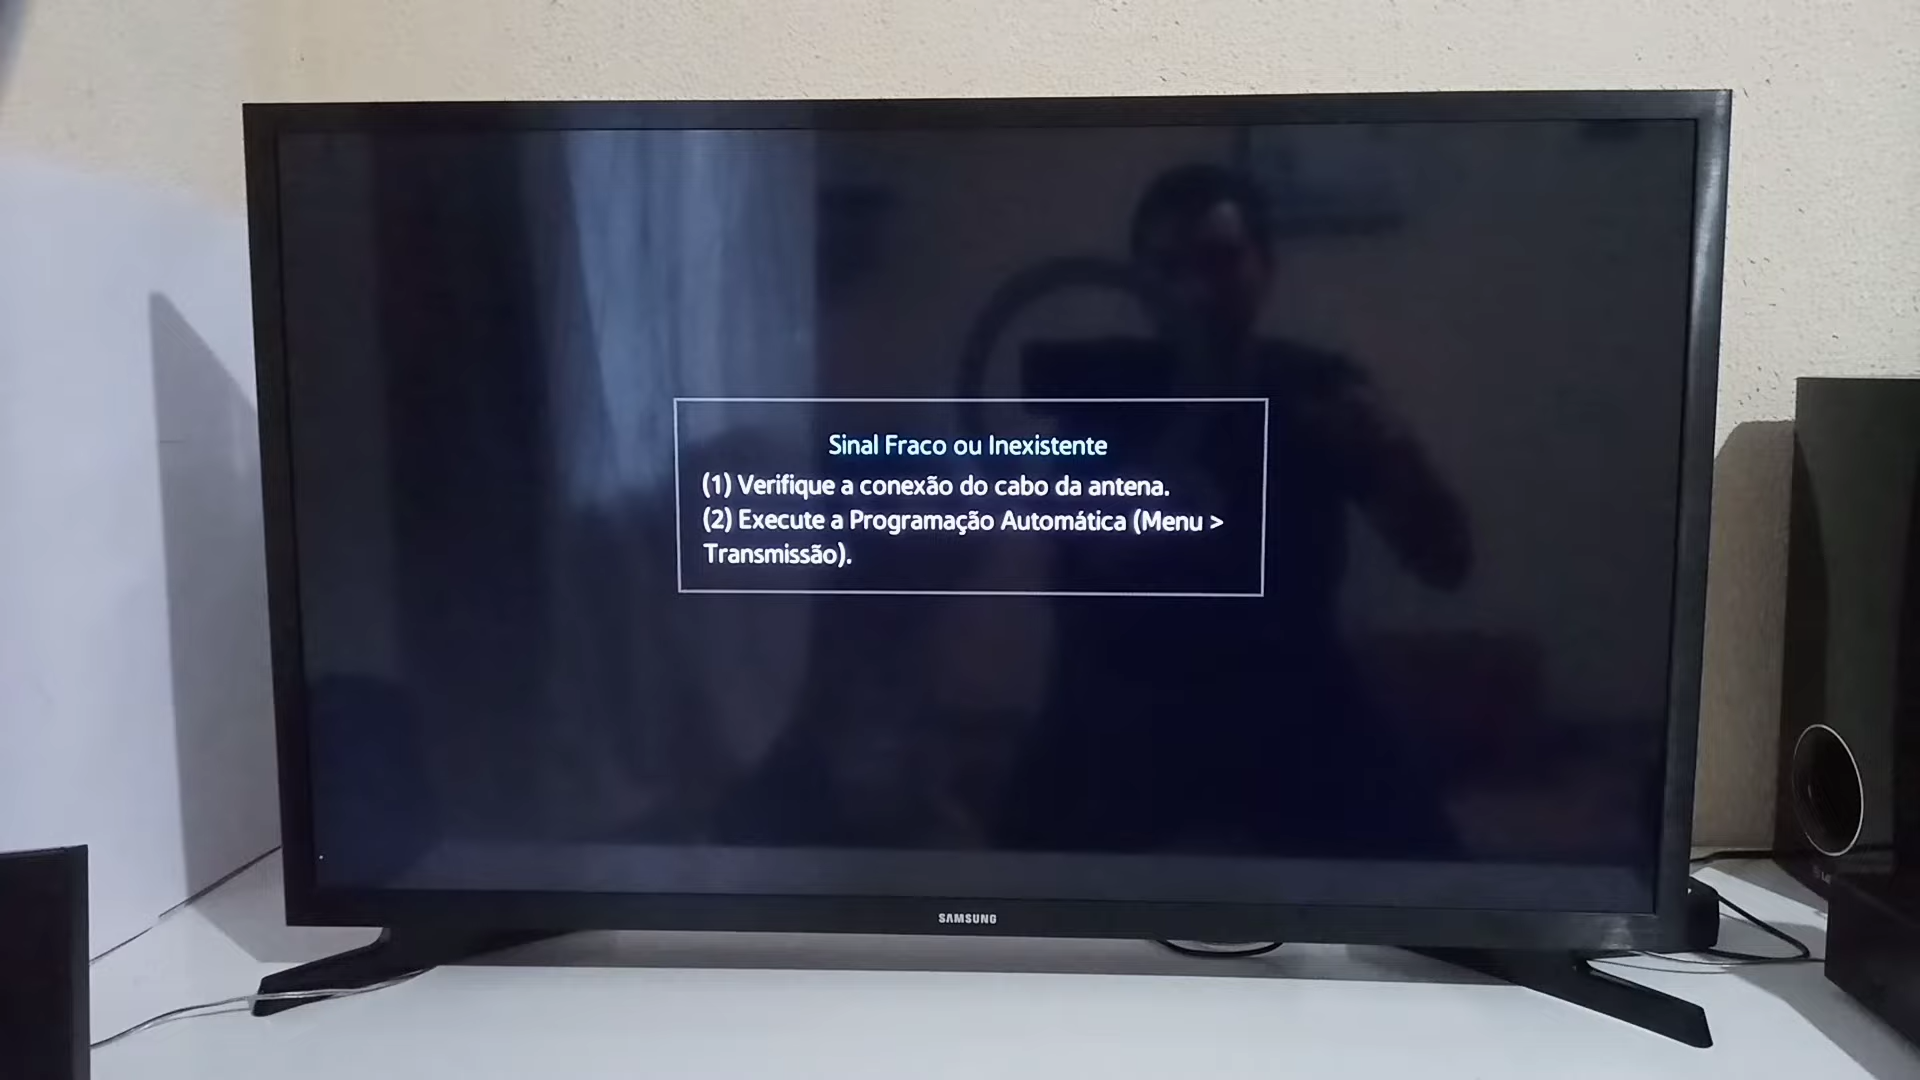 Sinal Fraco ou Inexistente
(1) Verifique a conexão do cabo da antena.
(2) Execute a Programação Automática (Menu >
Transmissão).
SAMSUNG